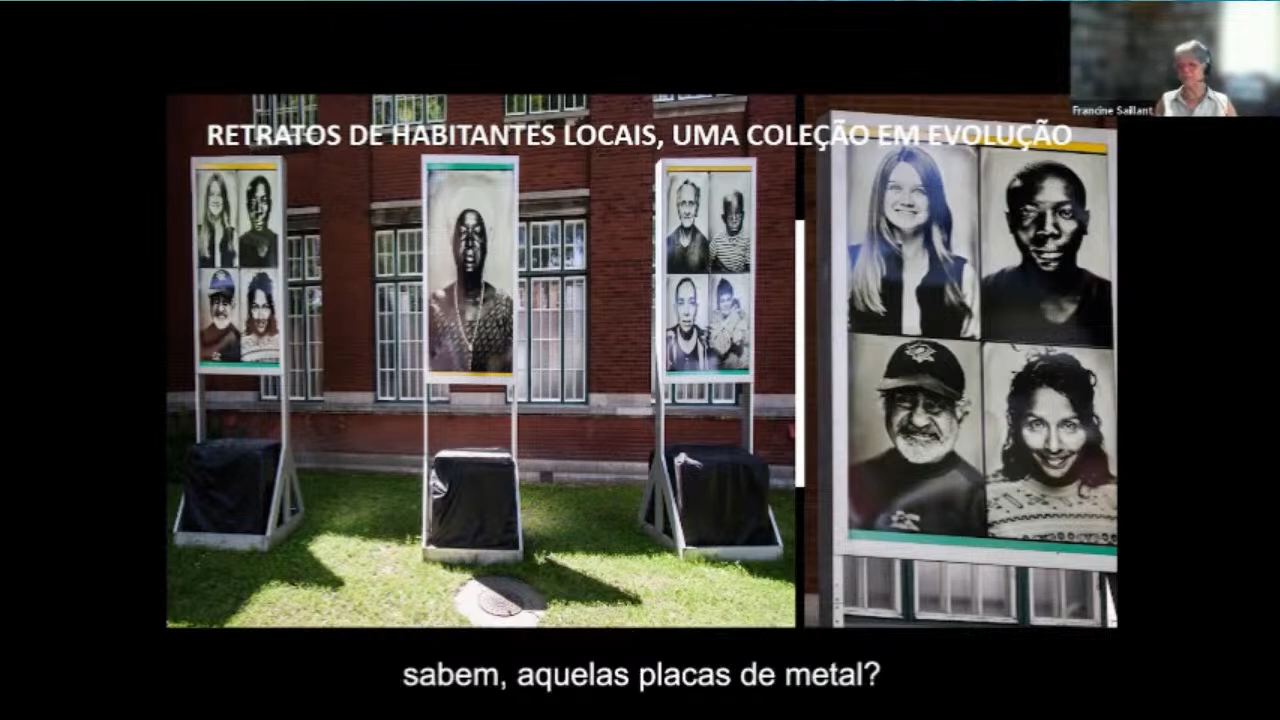 Francine Saillant
RETRATOS DE HABITANTES LOCAIS, UMA COLEÇÃO EM EVOLUÇÃO
sabem, aquelas placas de metal?